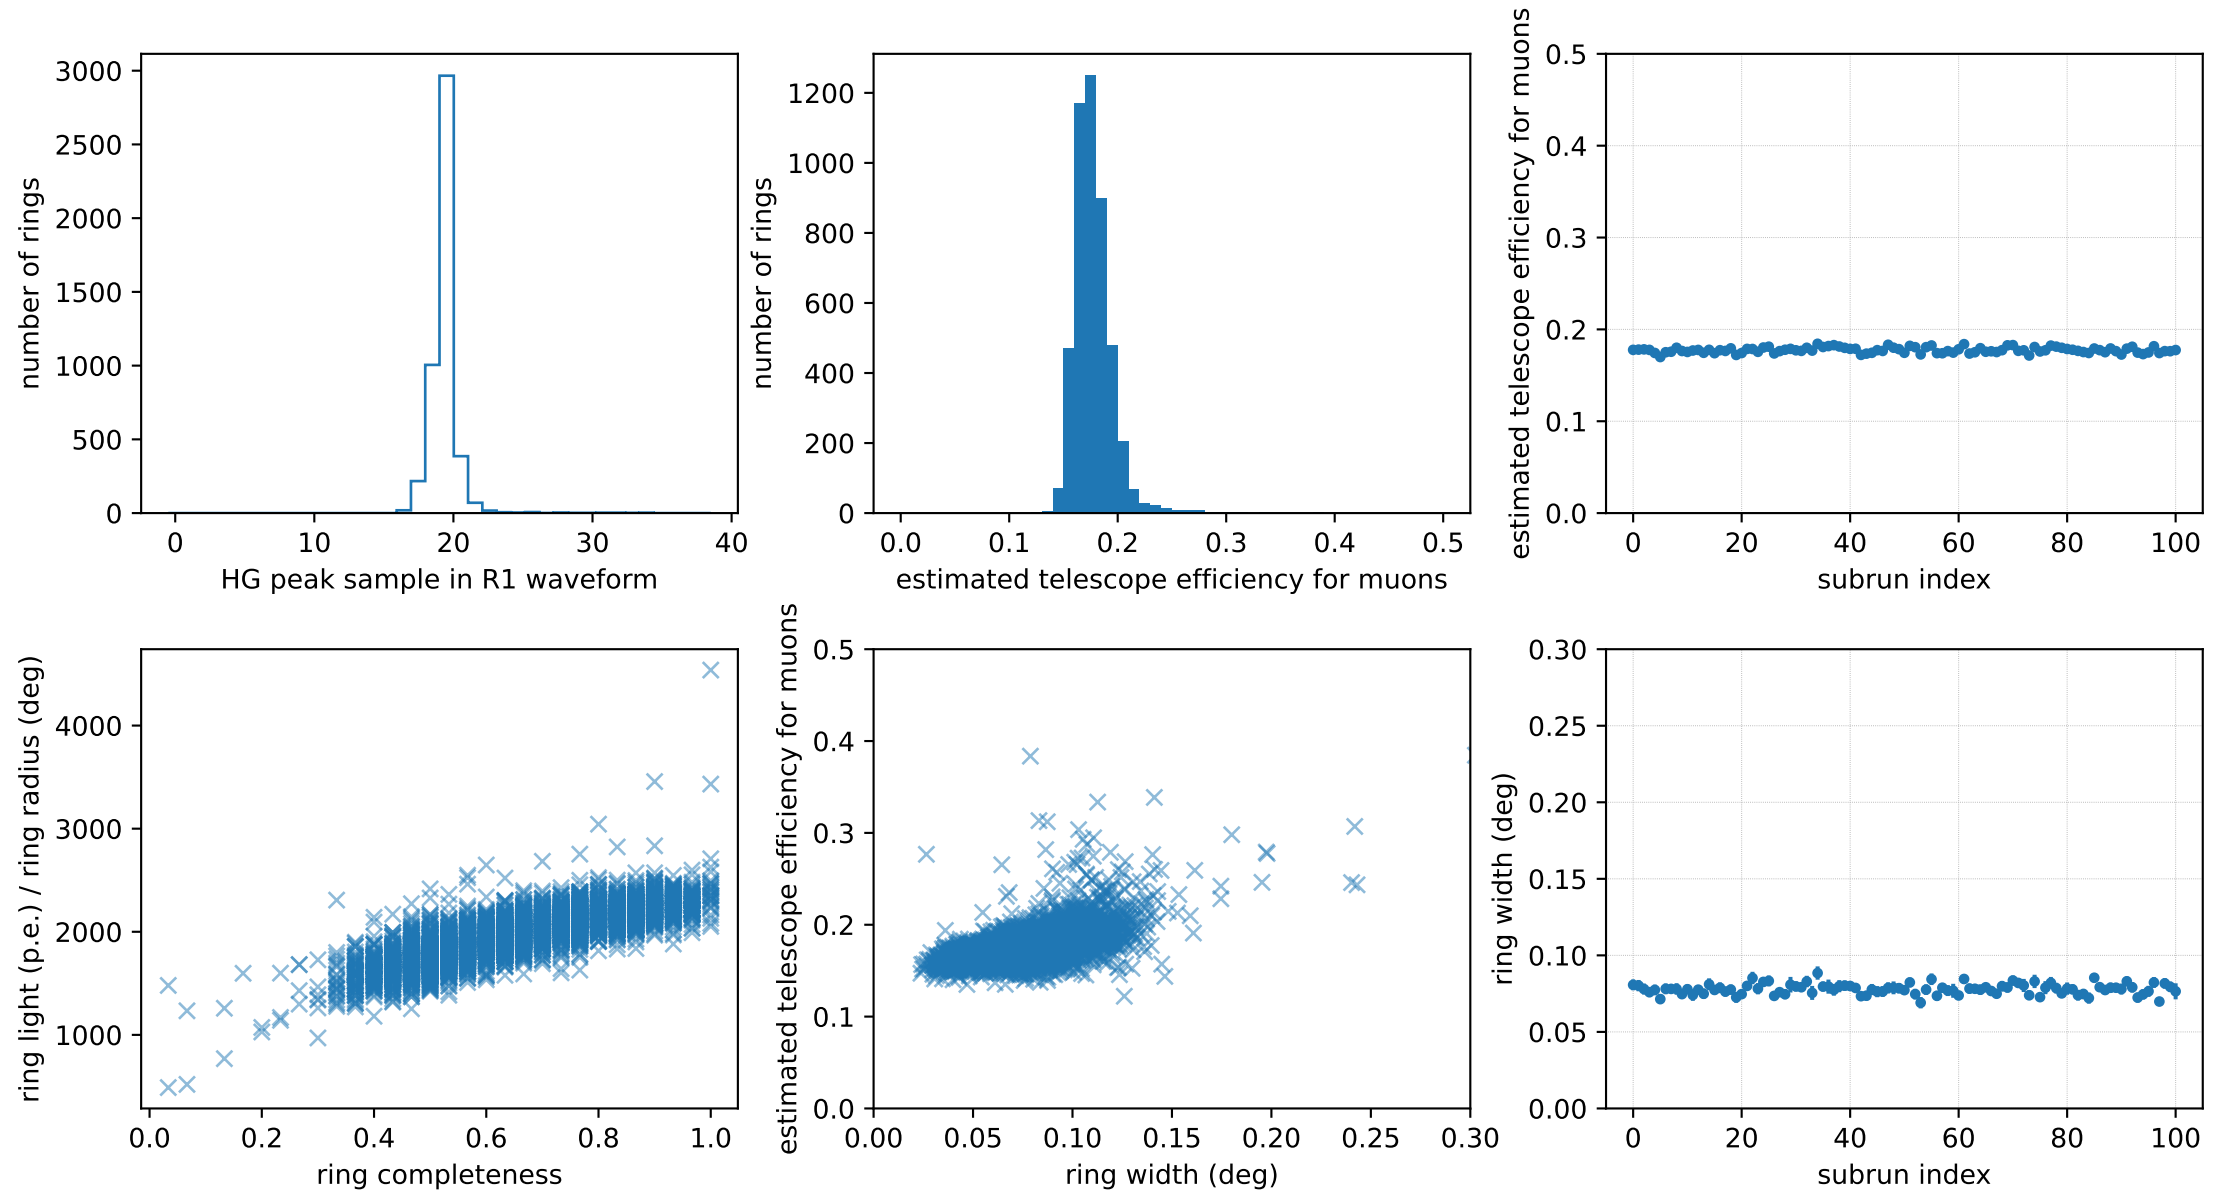 3000
2500
2000
1500
1000
500
0
number of rings
0 10 20 30 40
HG peak sample in R1 waveform
1200
1000
800
600
400
200
0
number of rings
0.0 0.1 0.2 0.3 0.4 0.5
estimated telescope efficiency for muons
0.5
0.4
0.3
0.2
0.1
0.0
estimated telescope efficiency for muons
0 20 40 60 80 100
subrun index
4000
3000
2000
1000
ring light (p.e.) / ring radius (deg)
0.0 0.2 0.4 0.6 0.8 1.0
ring completeness
0.5
0.4
0.3
0.2
0.1
0.0
estimated telescope efficiency for muons
0.00 0.05 0.10 0.15 0.20 0.25 0.30
ring width (deg)
0.30
0.25
0.20
0.15
0.10
0.05
0.00
ring width (deg)
0 20 40 60 80 100
subrun index